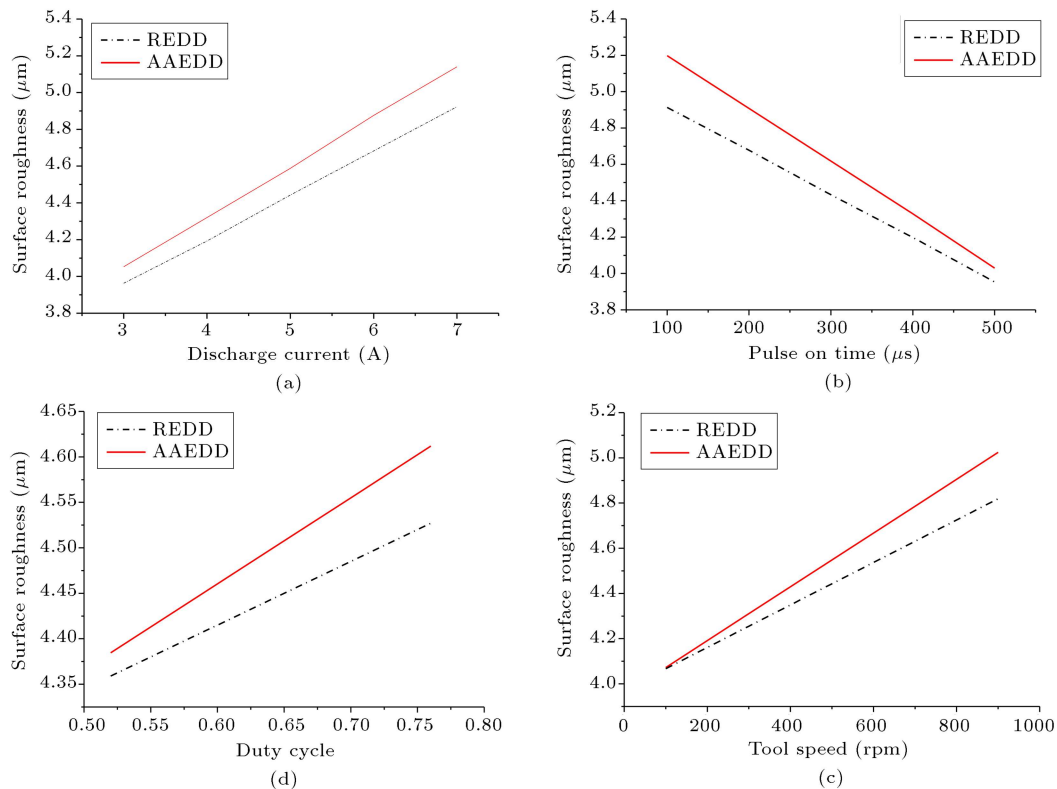 5.4
5.2
5.0
4.8
4.6
4.4
4.2
4.0
3.8
Surface roughness (μm)
REDD
AAEDD
3 4 5 6 7
Discharge current (A)
(a)
5.4
5.2
5.0
4.8
4.6
4.4
4.2
4.0
3.8
Surface roughness (μm)
REDD
AAEDD
100 200 300 400 500
Pulse on time (μs)
(b)
4.65
4.60
4.55
4.50
4.45
4.40
4.35
Surface roughness (μm)
REDD
AAEDD
0.50 0.55 0.60 0.65 0.70 0.75 0.80
Duty cycle
(d)
5.2
5.0
4.8
4.6
4.4
4.2
4.0
Surface roughness (μm)
REDD
AAEDD
0 200 400 600 800 1000
Tool speed (rpm)
(c)